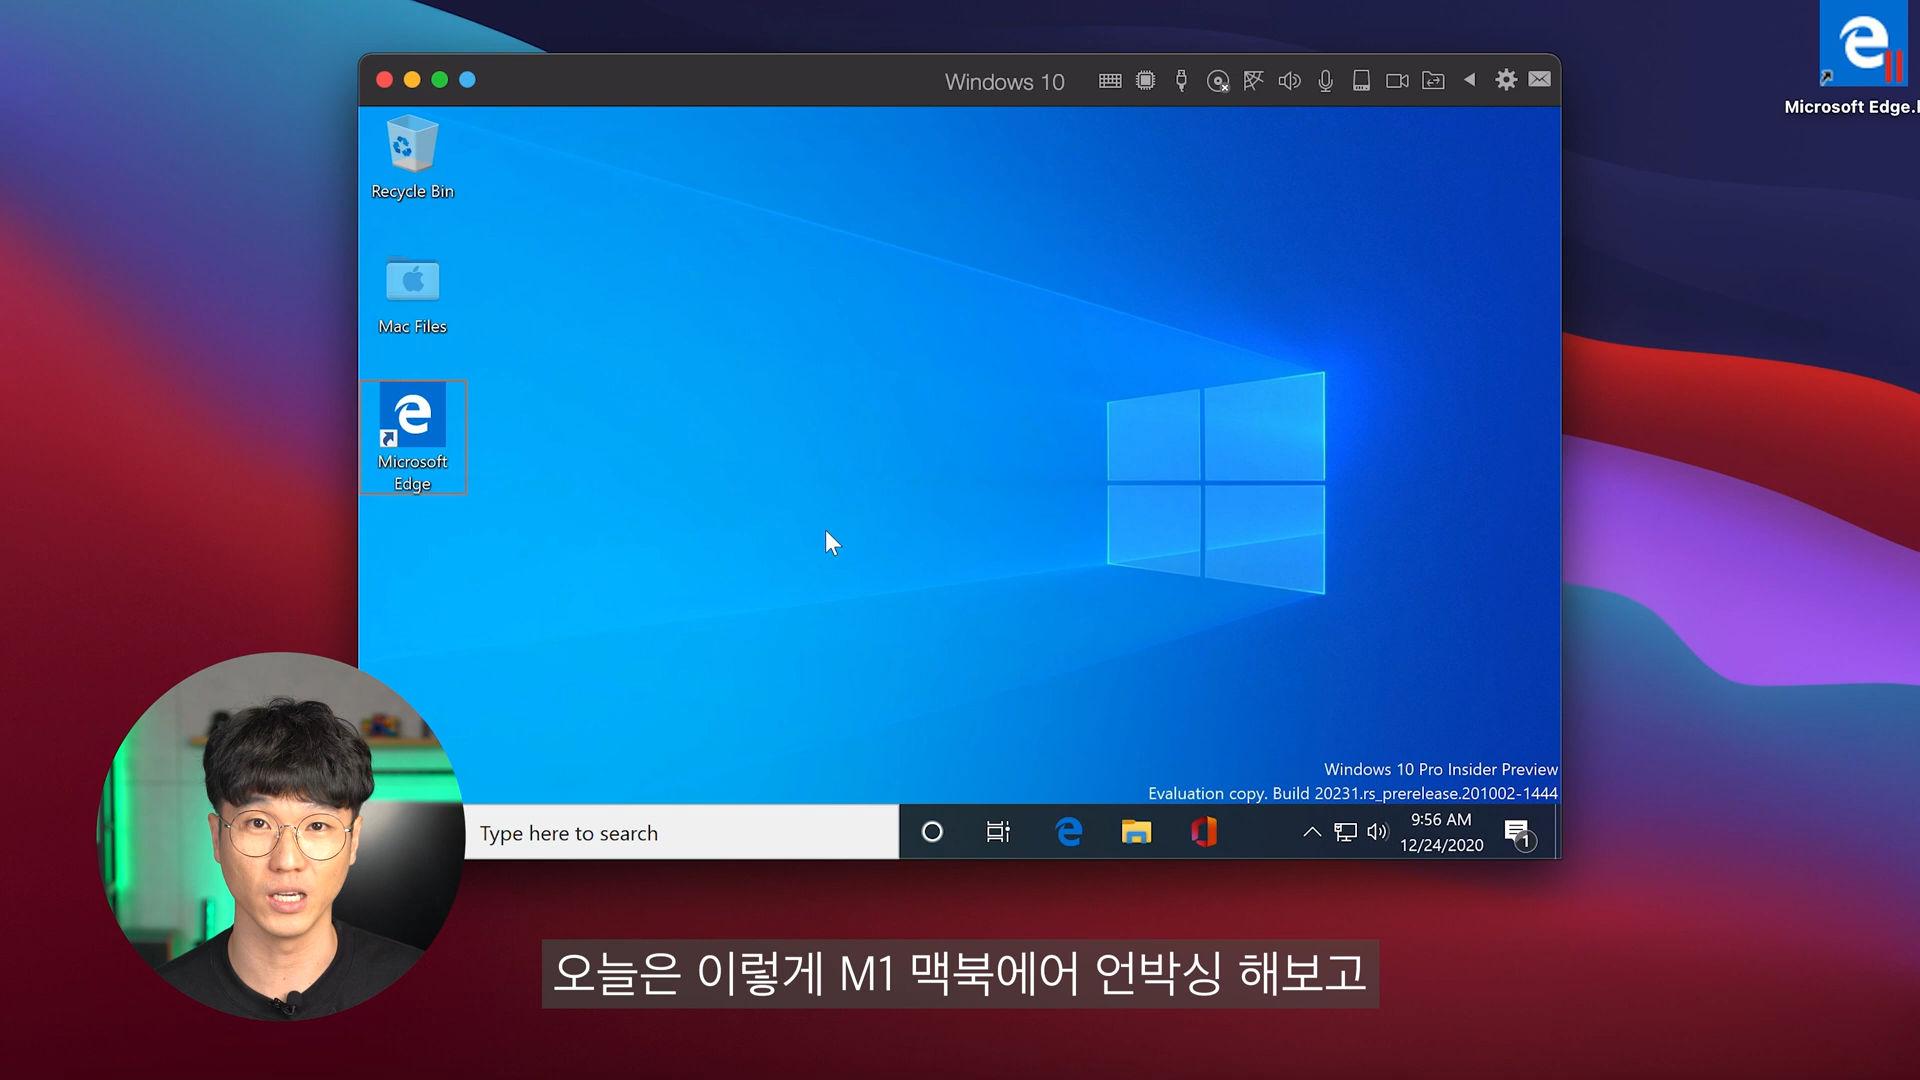 Windows 10
Microsoft Edge.l
Recycle Bin
Mac Files
Microsoft
Edge
Windows 10 Pro Insider Preview
Evaluation copy. Build 20231.rs_prerelease.201002-1444
Type here to search
9:56 AM
12/24/2020
1
오늘은 이렇게 M1 맥북에어 언박싱 해보고